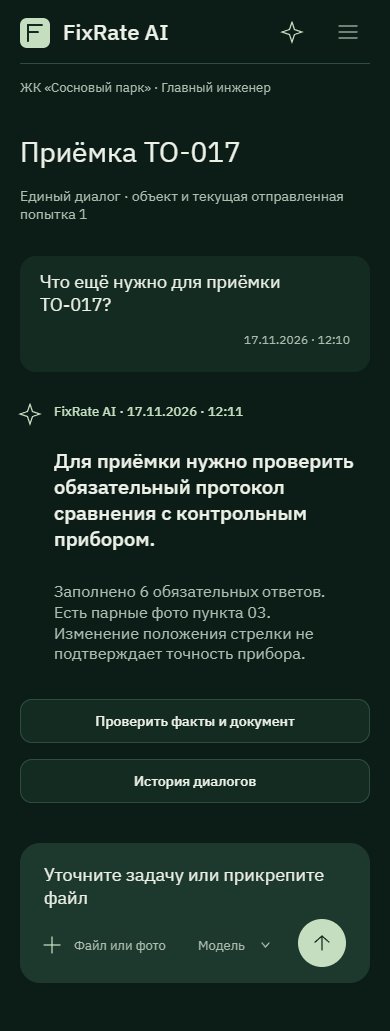 FixRate AI
ЖК «Сосновый парк» · Главный инженер
Приёмка ТО-017
Единый диалог · объект и текущая отправленная
попытка 1
Что ещё нужно для приёмки
ТО-017?
17.11.2026 · 12:10
FixRate AI · 17.11.2026 · 12:11
Для приёмки нужно проверить
обязательный протокол
сравнения с контрольным
прибором.
Заполнено 6 обязательных ответов.
Есть парные фото пункта 03.
Изменение положения стрелки не
подтверждает точность прибора.
Проверить факты и документ
История диалогов
Уточните задачу или прикрепите
файл
Файл или фото Модель